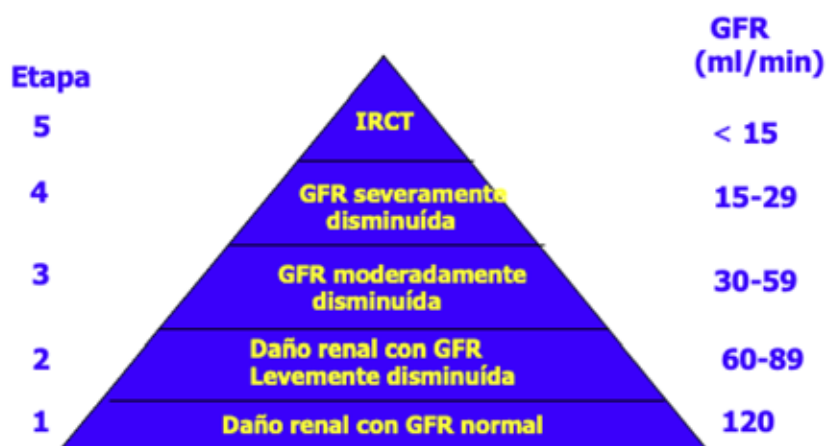 GFR
(ml/min)
Etapa
5
IRCT
< 15
4
GFR severamente
disminuída
15-29
3
GFR moderadamente
disminuída
30-59
2
Daño renal con GFR
Levemente disminuída
60-89
1
Daño renal con GFR normal
120